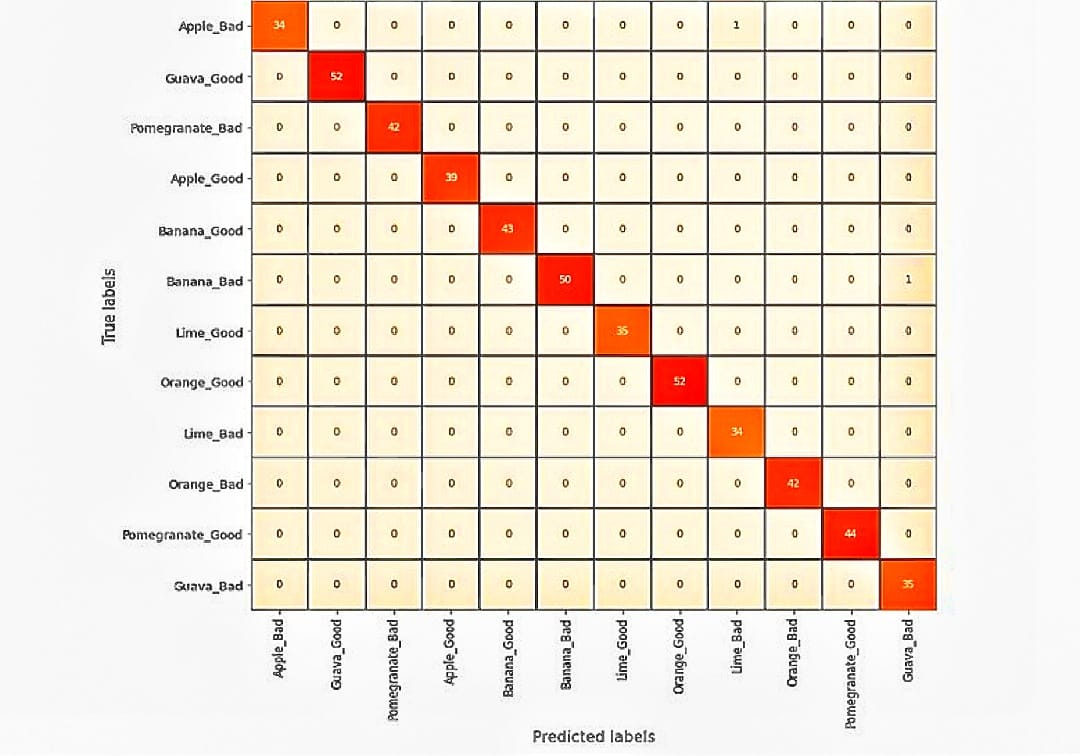 Apple_Bad 34 0 0 0 0 0 0 0 1 0 0 0
Guava_Good 0 52 0 0 0 0 0 0 0 0 0 0
Pomegranate_Bad 0 0 42 0 0 0 0 0 0 0 0 0
Apple_Good 0 0 0 39 0 0 0 0 0 0 0 0
Banana_Good 0 0 0 0 43 0 0 0 0 0 0 0
Banana_Bad 0 0 0 0 0 50 0 0 0 0 0 1
Lime_Good 0 0 0 0 0 0 35 0 0 0 0 0
Orange_Good 0 0 0 0 0 0 0 52 0 0 0 0
Lime_Bad 0 0 0 0 0 0 0 0 34 0 0 0
Orange_Bad 0 0 0 0 0 0 0 0 0 42 0 0
Pomegranate_Good 0 0 0 0 0 0 0 0 0 0 44 0
Guava_Bad 0 0 0 0 0 0 0 0 0 0 0 35
True labels
Apple_Bad Guava_Good Pomegranate_Bad Apple_Good Banana_Good Banana_Bad Lime_Good Orange_Good Lime_Bad Orange_Bad Pomegranate_Good Guava_Bad
Predicted labels